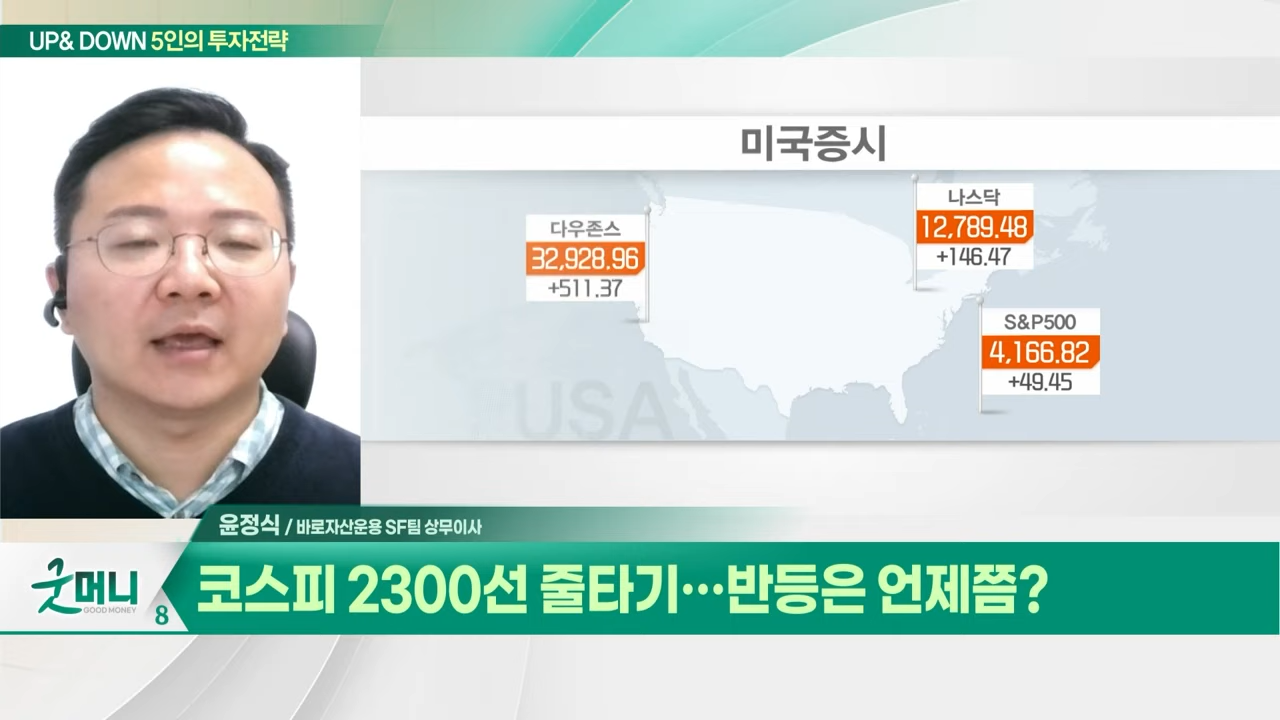 UP& DOWN 5인의 투자전략
미국증시
다우존스
32,928.96
+511.37
나스닥
12,789.48
+146.47
S&P500
4,166.82
+49.45
USA
윤정식 / 바로자산운용 SF팀 상무이사
굿머니
GOOD MONEY
8
코스피 2300선 줄타기…반등은 언제쯤?